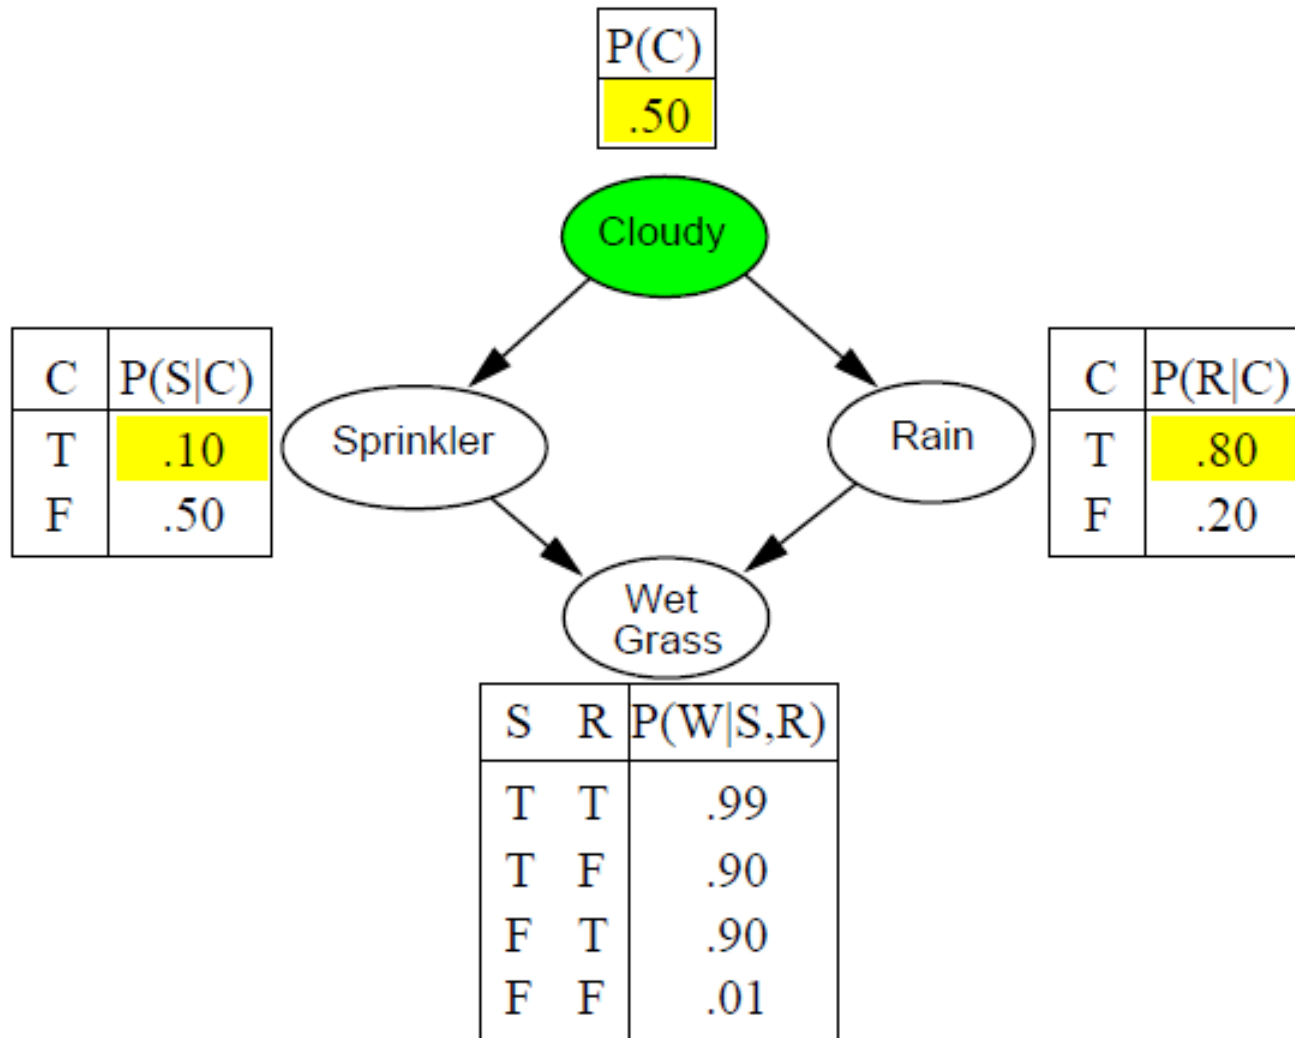 P(C)
.50
Cloudy
C P(S|C)
T .10
F .50
Sprinkler
Rain
C P(R|C)
T .80
F .20
Wet
Grass
S R P(W|S,R)
T T .99
T F .90
F T .90
F F .01